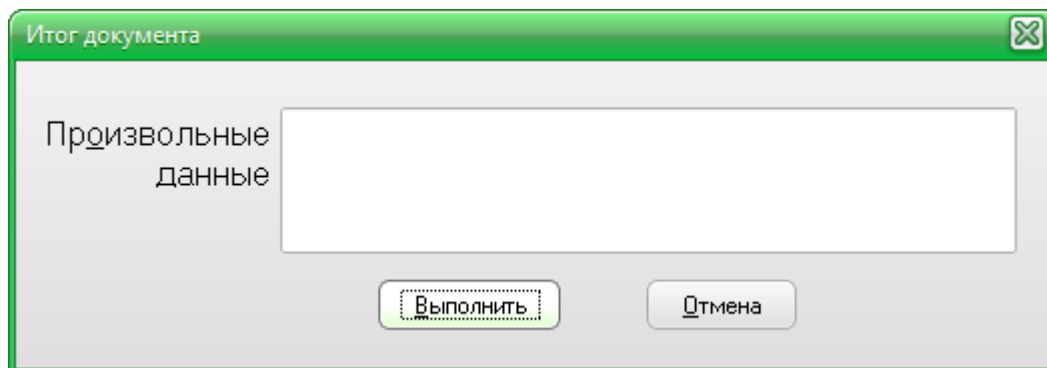 Итог документа
Произвольные
данные
Выполнить
Отмена